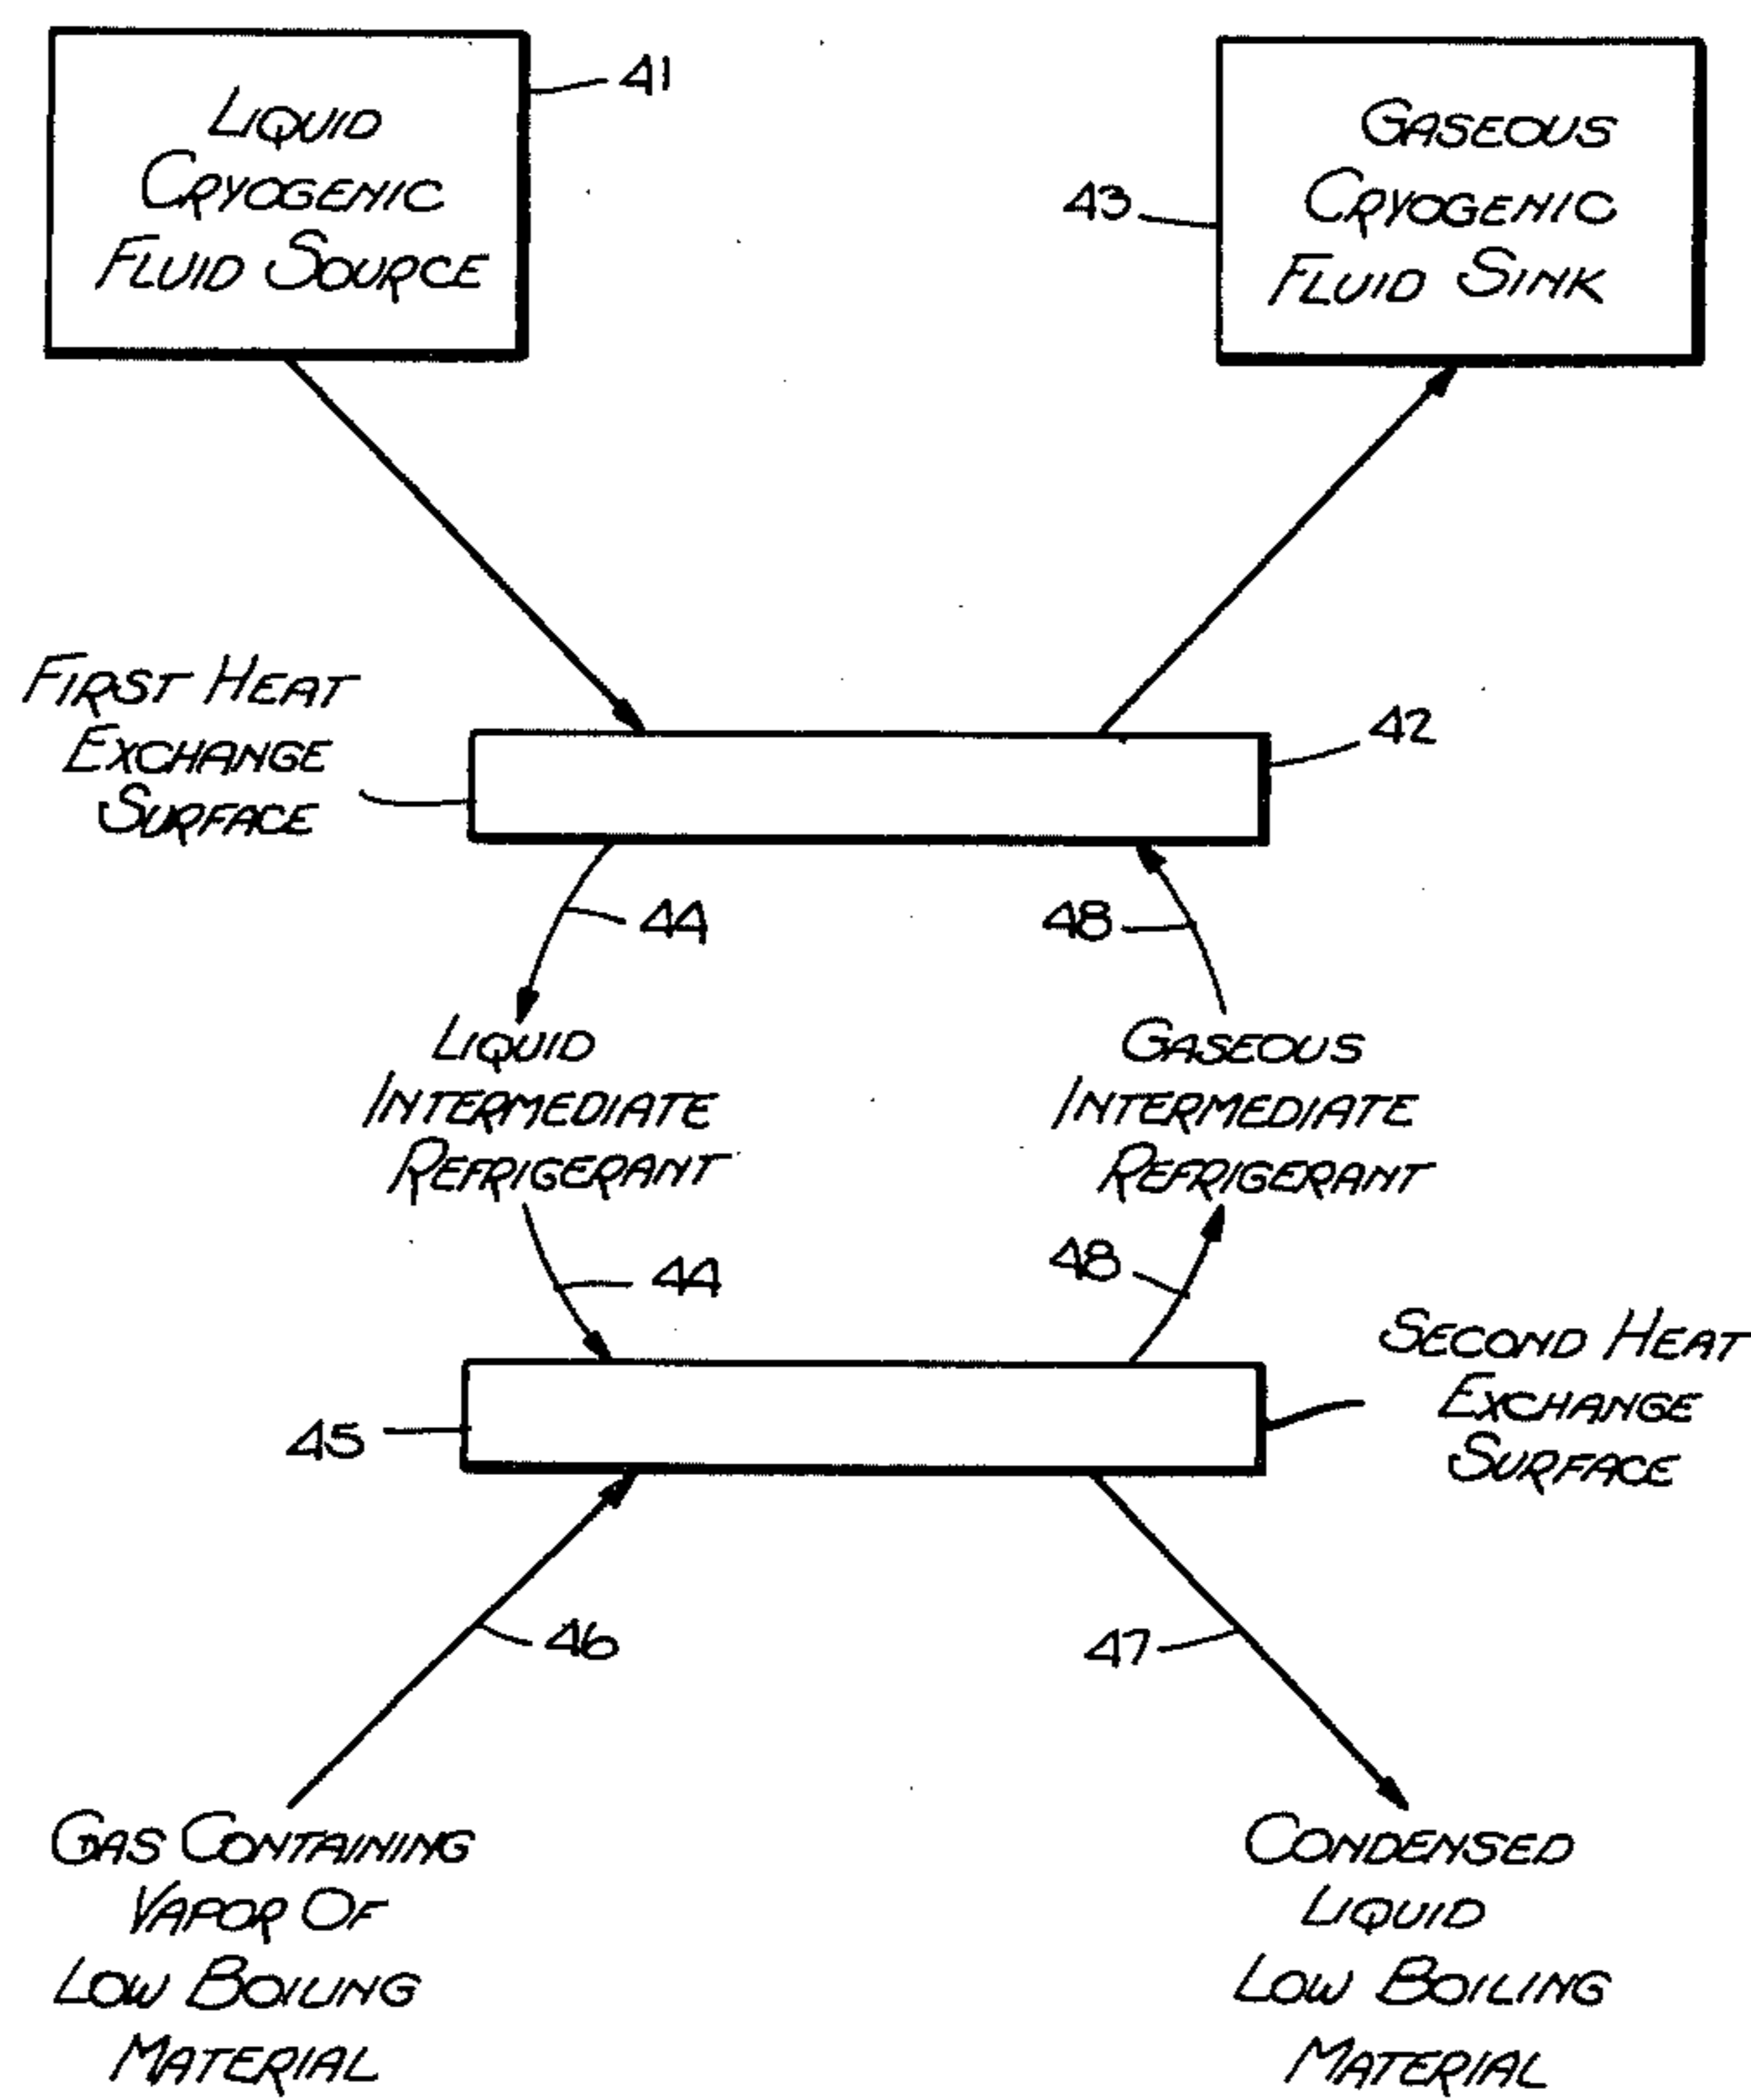 LIQUID
CRYOGENIC
FLUID SOURCE
41
GASEOUS
CRYOGENIC
FLUID SINK
43
FIRST HEAT
EXCHANGE
SURFACE
42
44
48
LIQUID
INTERMEDIATE
REFRIGERANT
GASEOUS
INTERMEDIATE
REFRIGERANT
44
48
45
SECOND HEAT
EXCHANGE
SURFACE
46
47
GAS CONTAINING
VAPOR OF
LOW BOILING
MATERIAL
CONDENSED
LIQUID
LOW BOILING
MATERIAL